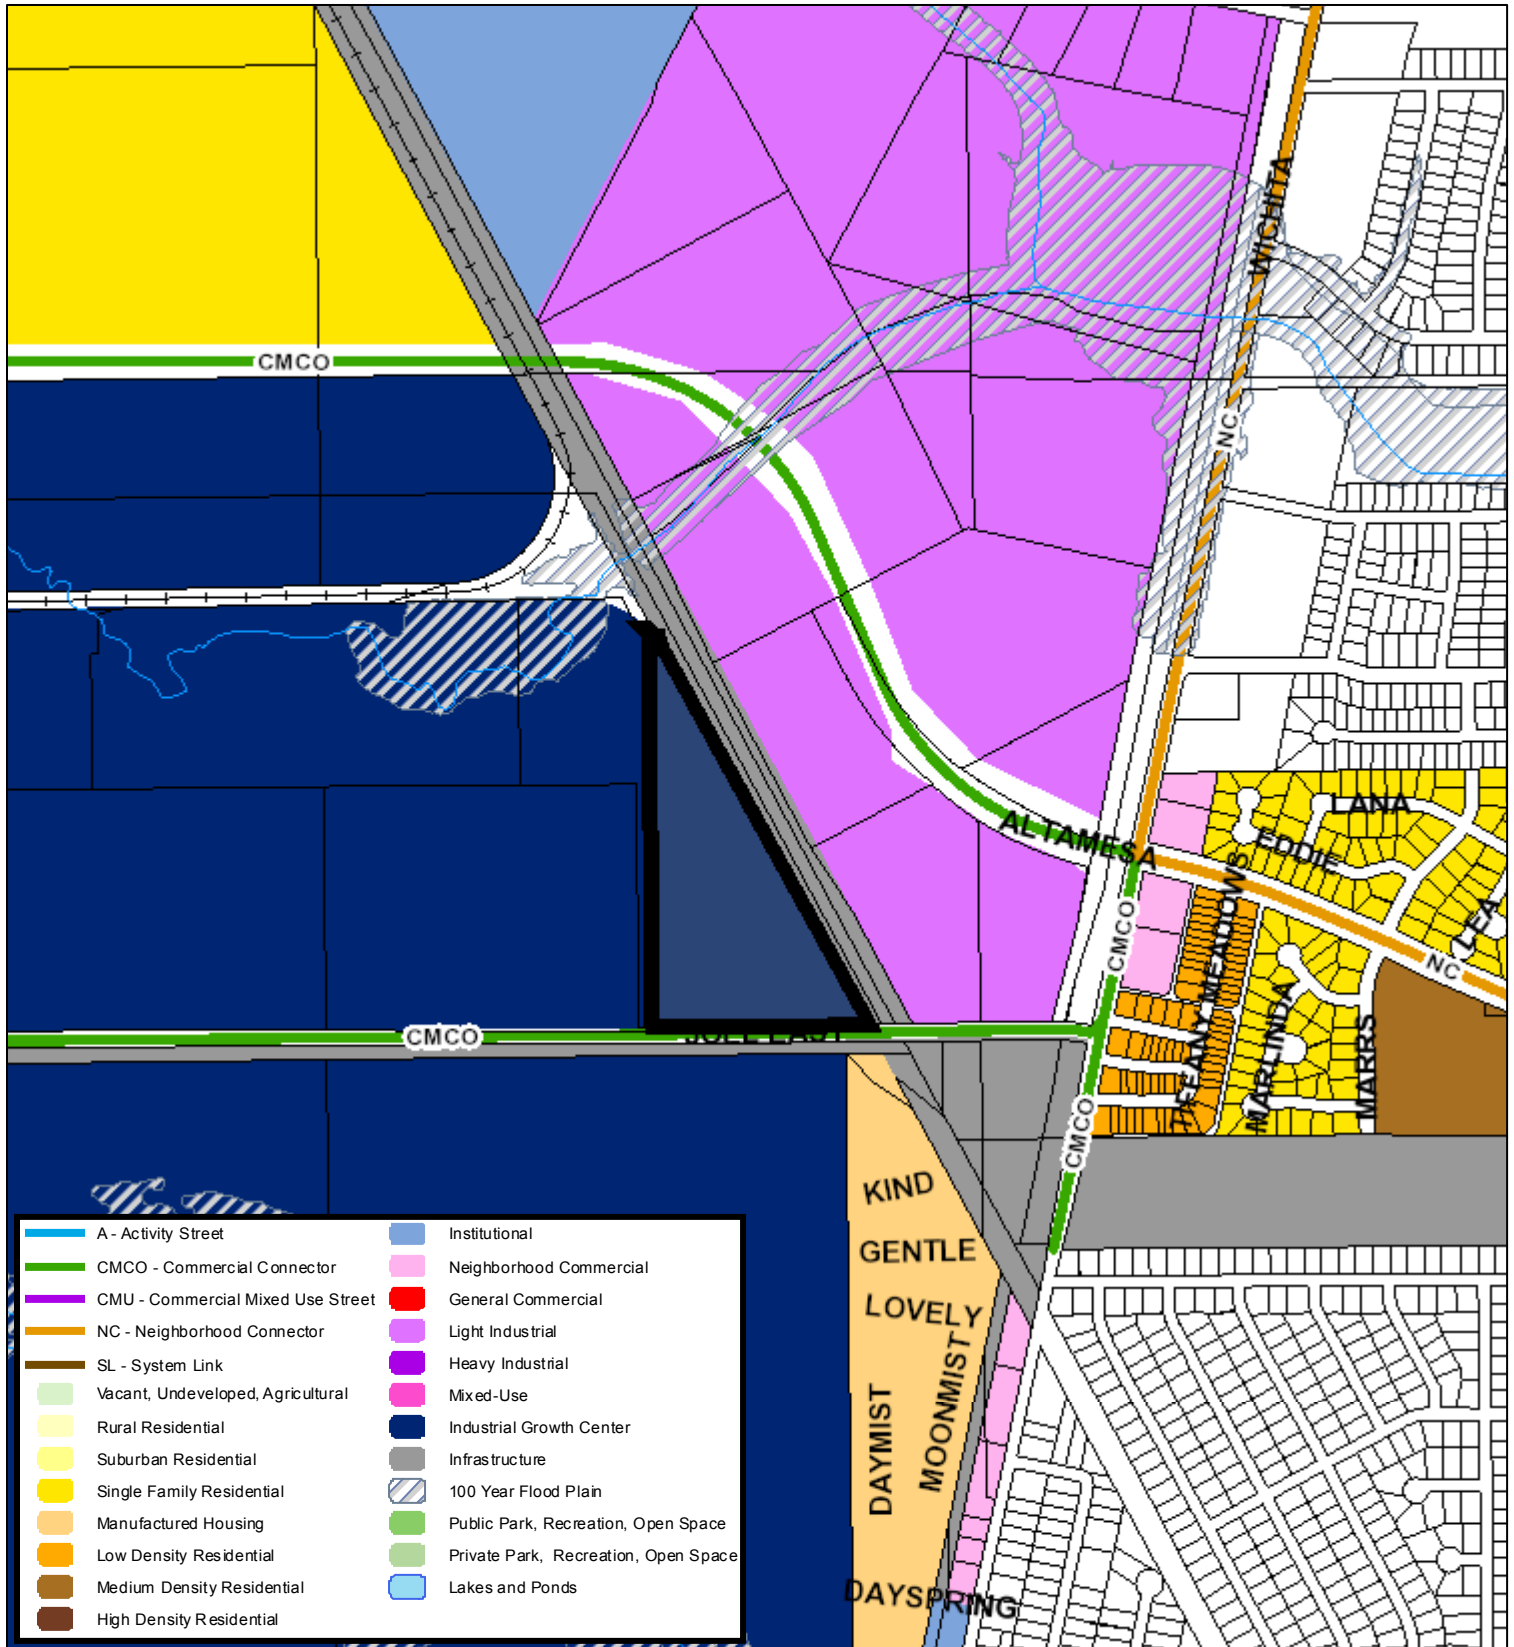 WICHITA
CMCO
NC
ALTAMESA
LANA
EDDIE
LEA
NC
CMCO
TIFFANY MEADOWS
MARLINDA
MARRS
CMCO
JOEL EAST
CMCO
KIND
GENTLE
LOVELY
MOONMIST
DAYMIST
DAYSPRING
A - Activity Street
CMCO - Commercial Connector
CMU - Commercial Mixed Use Street
NC - Neighborhood Connector
SL - System Link
Vacant, Undeveloped, Agricultural
Rural Residential
Suburban Residential
Single Family Residential
Manufactured Housing
Low Density Residential
Medium Density Residential
High Density Residential
Institutional
Neighborhood Commercial
General Commercial
Light Industrial
Heavy Industrial
Mixed-Use
Industrial Growth Center
Infrastructure
100 Year Flood Plain
Public Park, Recreation, Open Space
Private Park, Recreation, Open Space
Lakes and Ponds